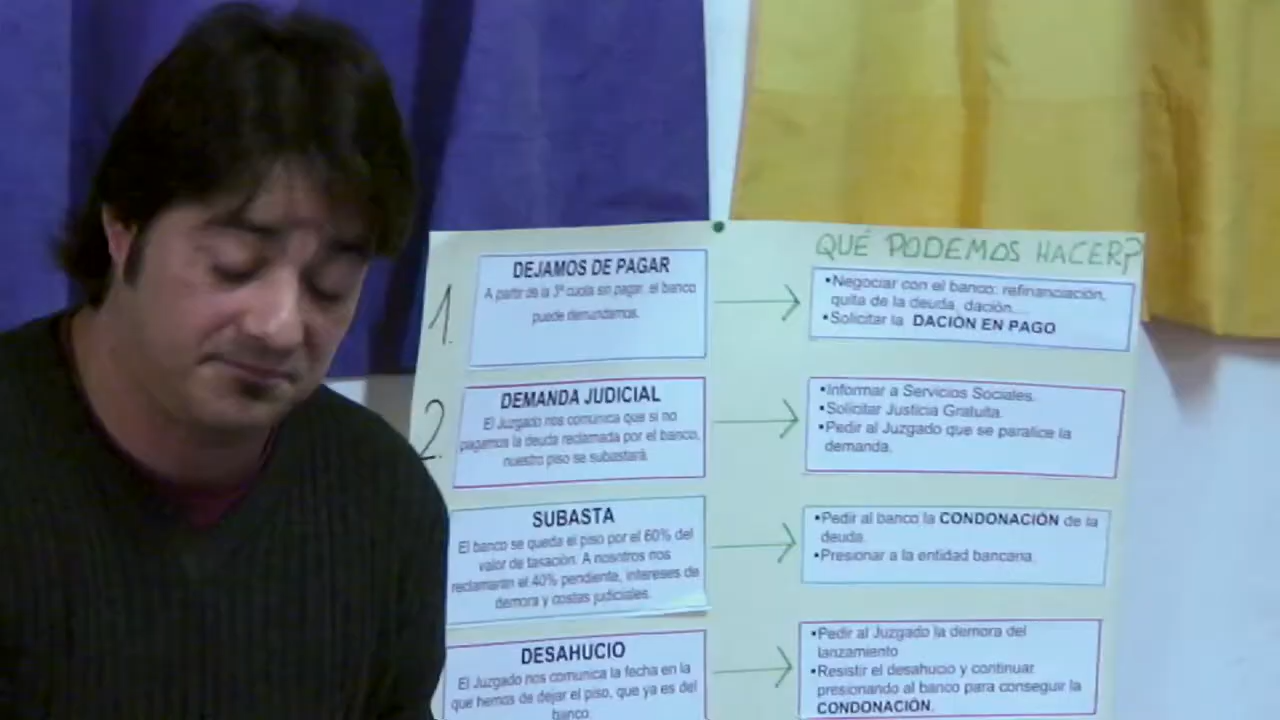 QUÉ PODEMOS HACER?
1.
DEJAMOS DE PAGAR
A partir de la 3ª cuota sin pagar, el banco
puede demandarnos.
•Negociar con el banco: refinanciación,
quita de la deuda, dación....
•Solicitar la DACIÓN EN PAGO
2.
DEMANDA JUDICIAL
El Juzgado nos comunica que si no
pagamos la deuda reclamada por el banco,
nuestro piso se subastará.
•Informar a Servicios Sociales.
•Solicitar Justicia Gratuita.
•Pedir al Juzgado que se paralice la
demanda.
SUBASTA
El banco se queda el piso por el 60% del
valor de tasación. A nosotros nos
reclamarán el 40% pendiente, intereses de
demora y costas judiciales.
•Pedir al banco la CONDONACIÓN de la
deuda.
•Presionar a la entidad bancaria.
DESAHUCIO
El Juzgado nos comunica la fecha en la
que hemos de dejar el piso, que ya es del
banco.
•Pedir al Juzgado la demora del
lanzamiento
•Resistir el desahucio y continuar
presionando al banco para conseguir la
CONDONACIÓN.